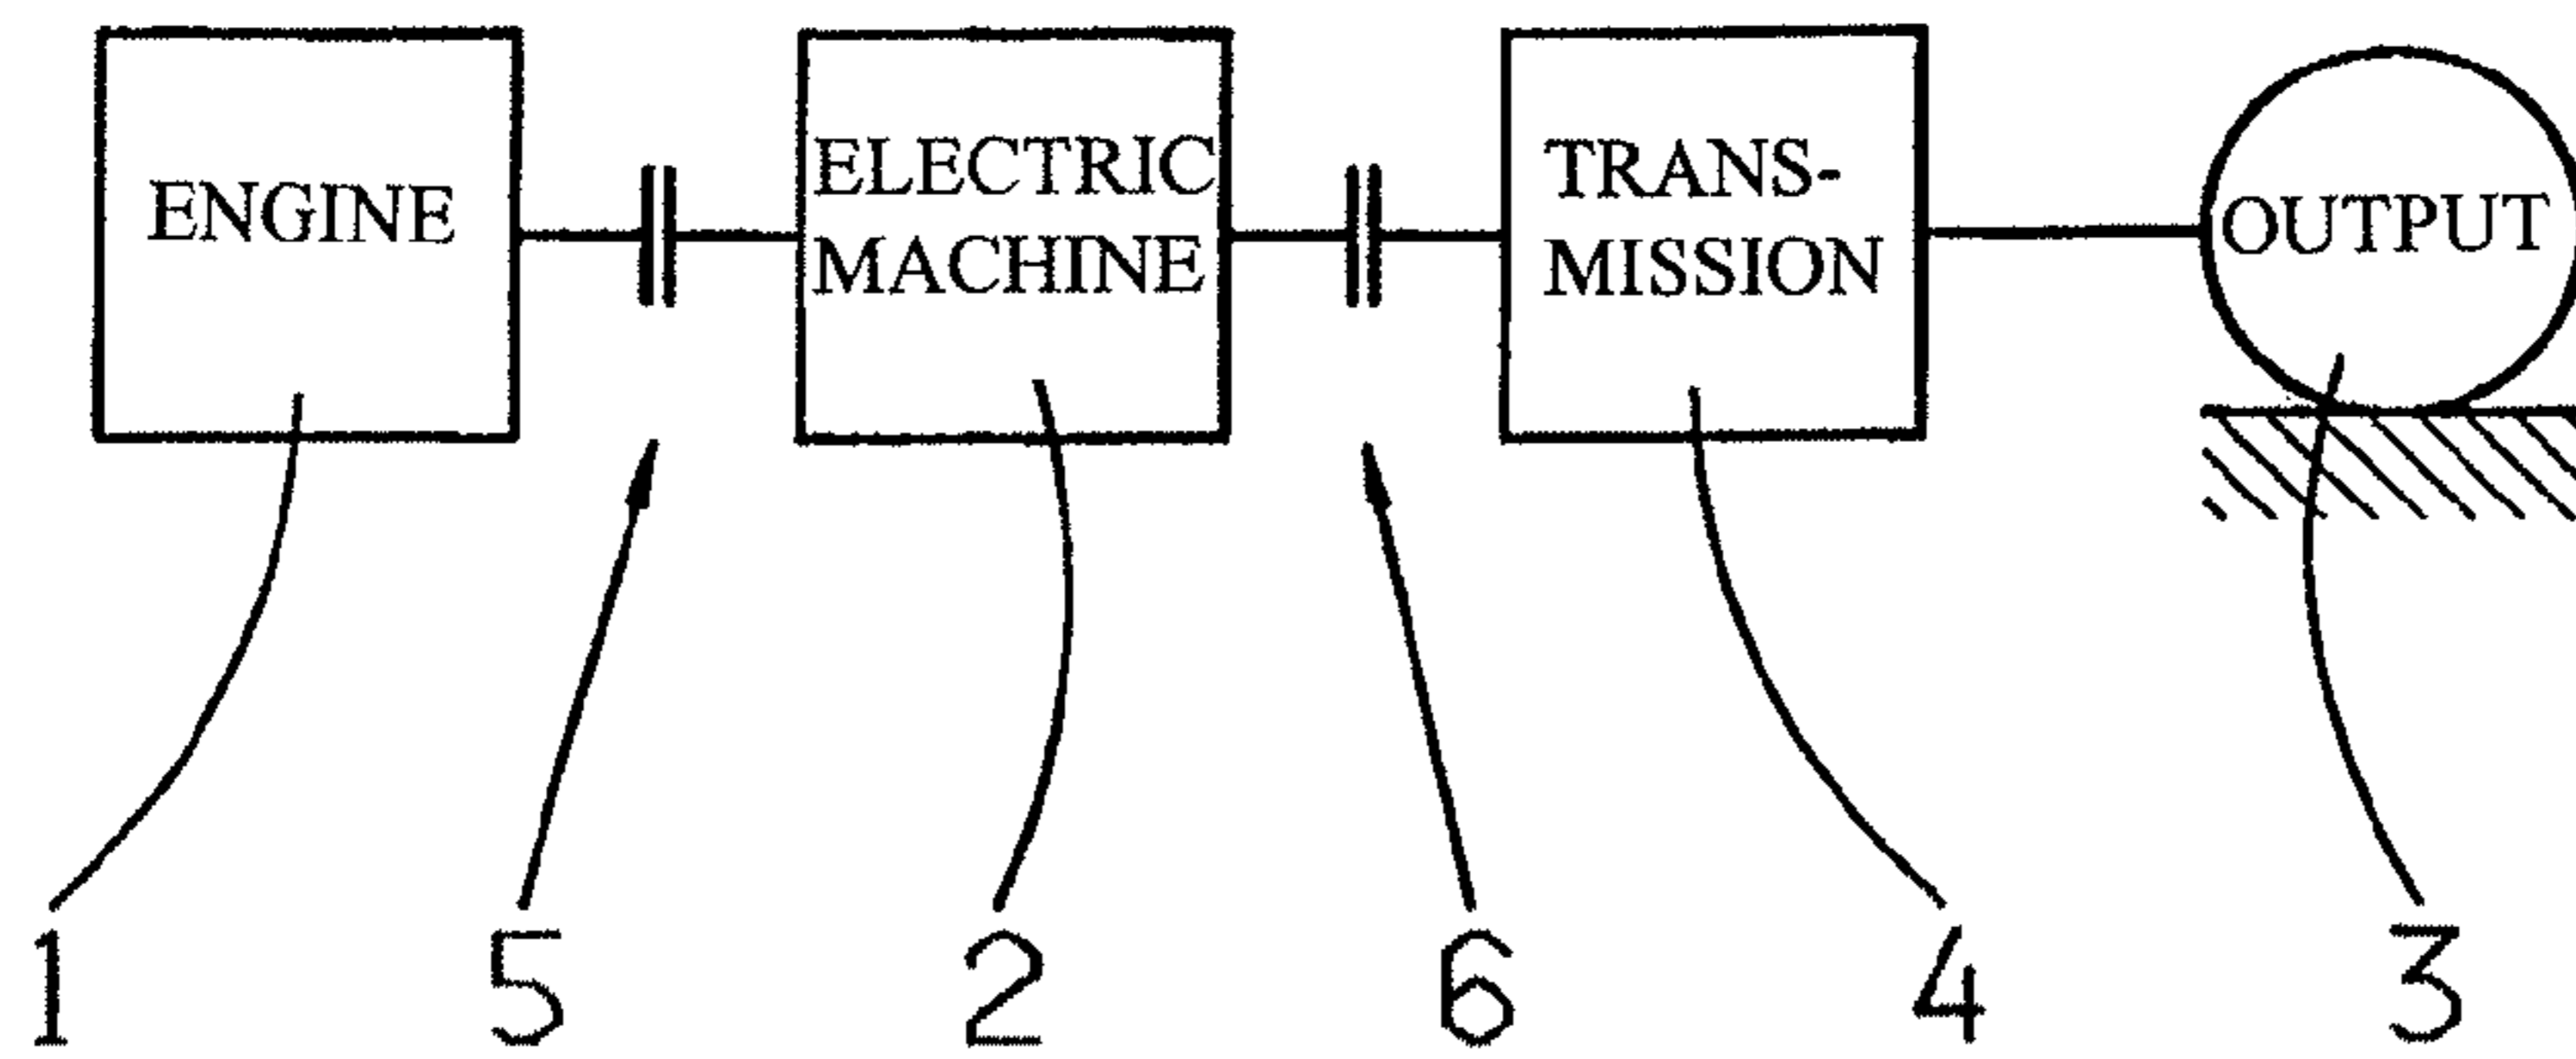 ENGINE
ELECTRIC
MACHINE
TRANS-
MISSION
OUTPUT
1
5
2
6
4
3